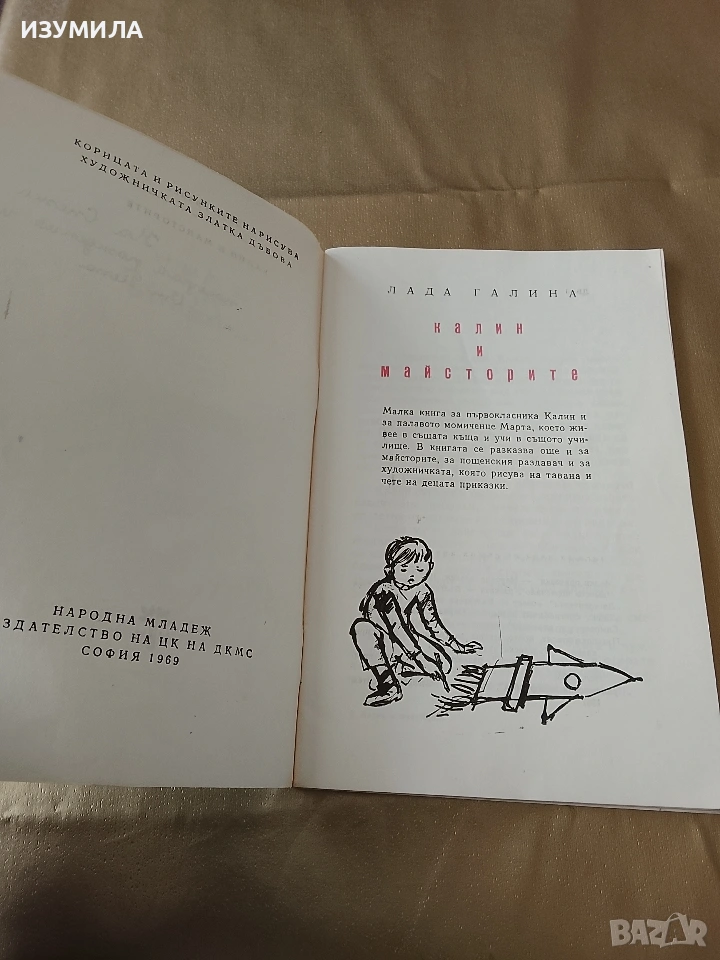 ИЗУМИЛА
КОРИЦАТА И РИСУНКИТЕ НАРИСУВА
ХУДОЖНИЧКАТА ЗЛАТКА ДЪБОВА
НАРОДНА МЛАДЕЖ
ЗДАТЕЛСТВО НА ЦК НА ДКМС
СОФИЯ 1969
ЛАДА ГАЛИНА
КАЛИН
И
МАЙСТОРИТЕ
Малка книга за първокласника Калин и
за палавото момиченце Марта, което жи-
вее в същата къща и учи в същото учи-
лище. В книгата се разказва още и за
майсторите, за пощенския раздавач и за
художничката, която рисува на тавана и
чете на децата приказки.
BAZAR